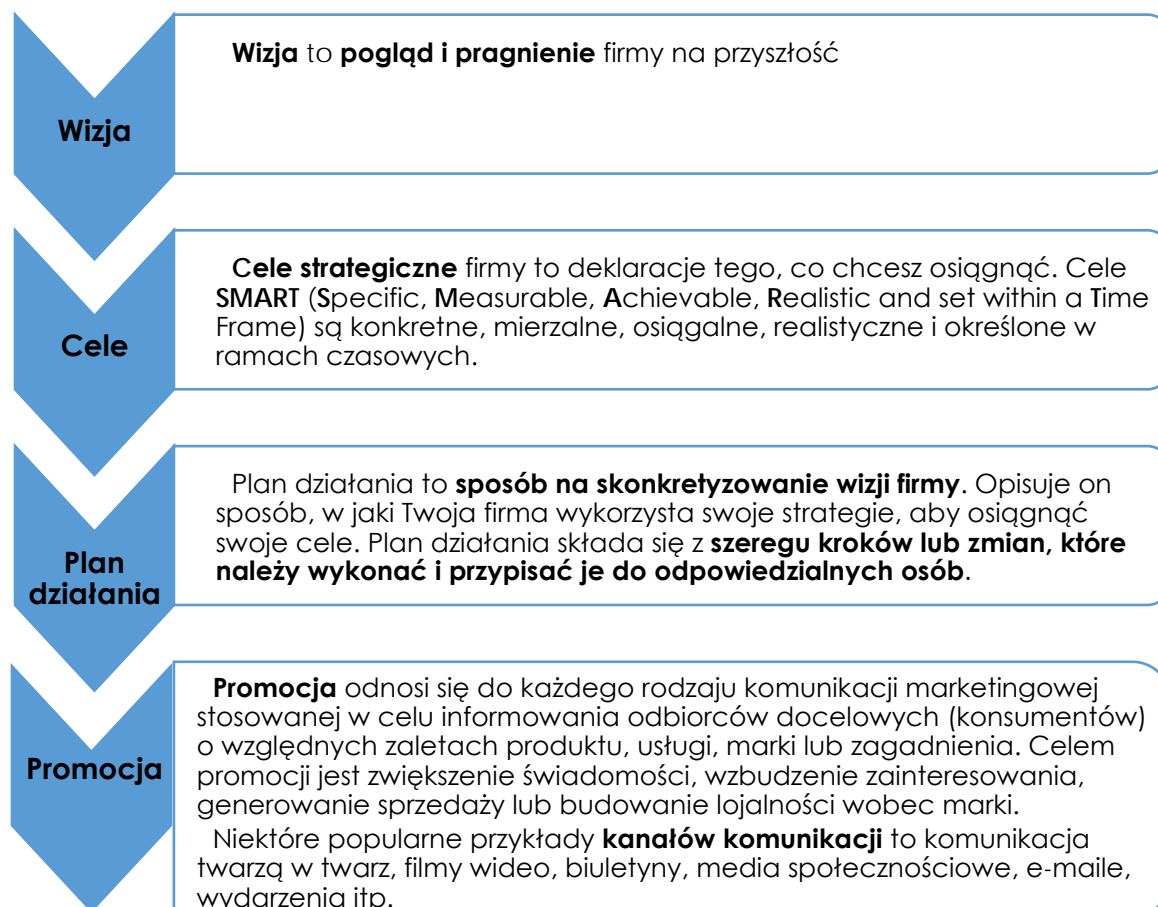 Wizja
Wizja to pogląd i pragnienie firmy na przyszłość
Cele
Cele strategiczne firmy to deklaracje tego, co chcesz osiągnąć. Cele
SMART (Specific, Measurable, Achievable, Realistic and set within a Time
Frame) są konkretne, mierzalne, osiągalne, realistyczne i określone w
ramach czasowych.
Plan
działania
Plan działania to sposób na skonkretyzowanie wizji firmy. Opisuje on
sposób, w jaki Twoja firma wykorzysta swoje strategie, aby osiągnąć
swoje cele. Plan działania składa się z szeregu kroków lub zmian, które
należy wykonać i przypisać je do odpowiedzialnych osób.
Promocja
Promocja odnosi się do każdego rodzaju komunikacji marketingowej
stosowanej w celu informowania odbiorców docelowych (konsumentów)
o względnych zaletach produktu, usługi, marki lub zagadnienia. Celem
promocji jest zwiększenie świadomości, wzbudzenie zainteresowania,
generowanie sprzedaży lub budowanie lojalności wobec marki.
Niektóre popularne przykłady kanałów komunikacji to komunikacja
twarzą w twarz, filmy wideo, biuletyny, media społecznościowe, e-maile,
wydarzenia itp.